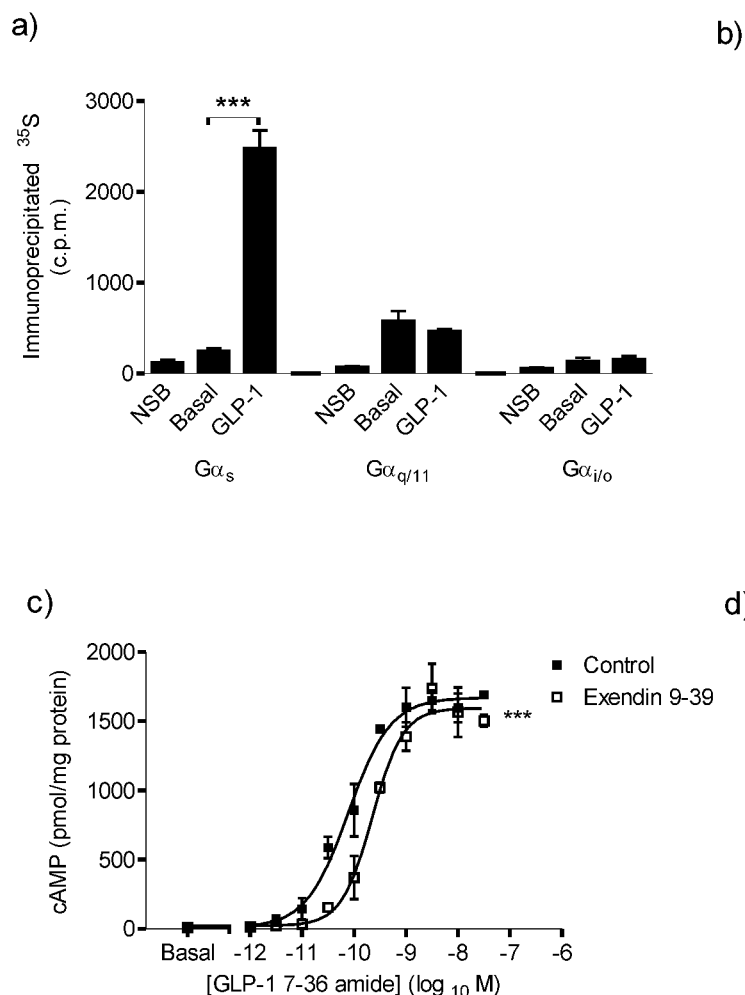 a)
b)
Immunoprecipitated ³⁵S
(c.p.m.)
3000
2000
1000
0
***
NSB
Basal
GLP-1
NSB
Basal
GLP-1
NSB
Basal
GLP-1
Gαs
Gαq/11
Gαi/o
c)
d)
cAMP (pmol/mg protein)
2000
1500
1000
500
0
Control
Exendin 9-39
***
Basal -12 -11 -10 -9 -8 -7 -6
[GLP-1 7-36 amide] (log 10 M)